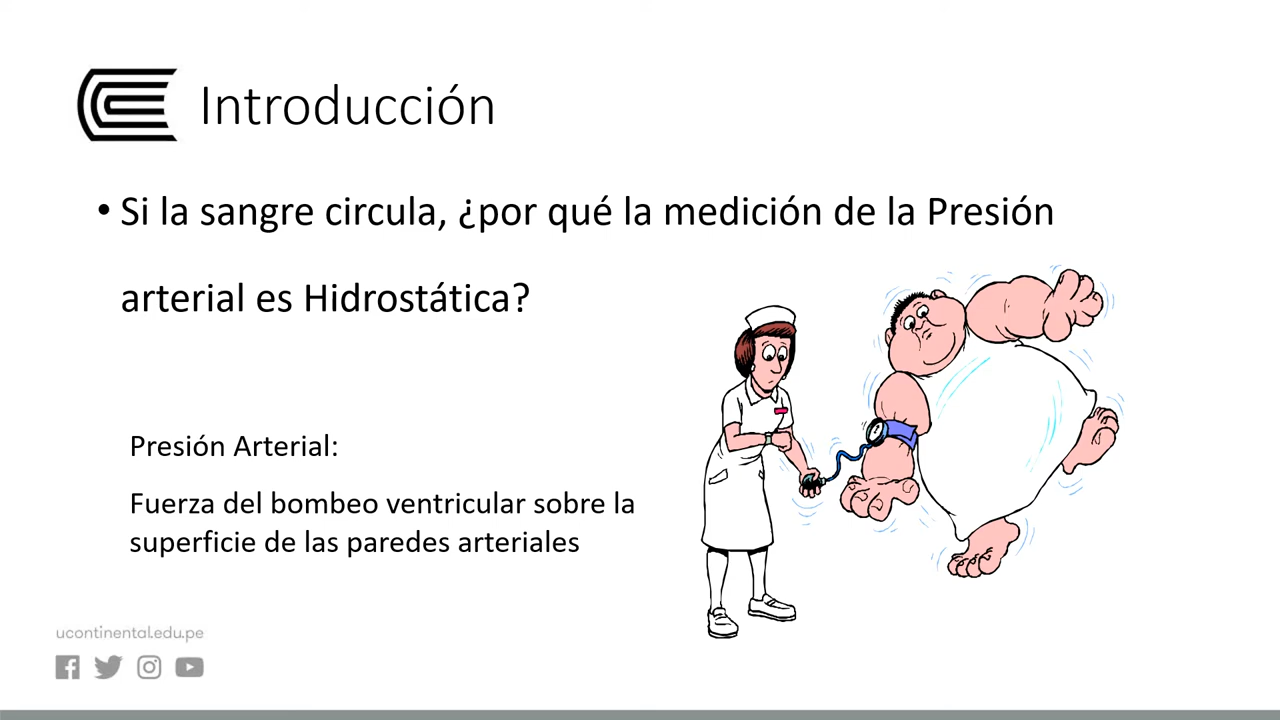 Introducción
• Si la sangre circula, ¿por qué la medición de la Presión
arterial es Hidrostática?
Presión Arterial:
Fuerza del bombeo ventricular sobre la
superficie de las paredes arteriales
ucontinental.edu.pe